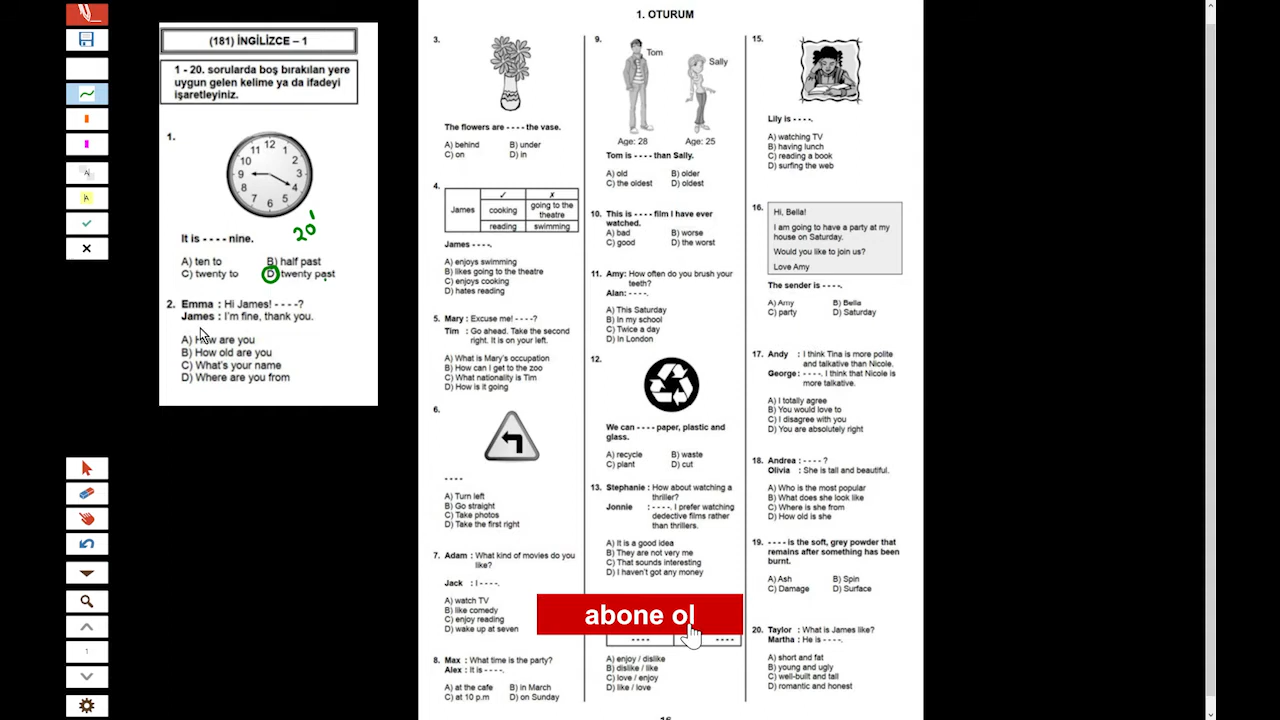 1. OTURUM
(181) İNGİLİZCE – 1
1 - 20. sorularda boş bırakılan yere
uygun gelen kelime ya da ifadeyi
işaretleyiniz.
1.
12
11 1
10 2
9 3
8 4
7 5
6
20'
It is - - - - nine.
A) ten to B) half past
C) twenty to D) twenty past
2. Emma : Hi James! - - - -?
James : I'm fine, thank you.
A) How are you
B) How old are you
C) What's your name
D) Where are you from
3.
The flowers are - - - - the vase.
A) behind B) under
C) on D) in
4.
✓ ✗
James cooking going to the
theatre
reading swimming
James - - - -.
A) enjoys swimming
B) likes going to the theatre
C) enjoys cooking
D) hates reading
5. Mary : Excuse me! - - - -?
Tim : Go ahead. Take the second
right. It is on your left.
A) What is Mary's occupation
B) How can I get to the zoo
C) What nationality is Tim
D) How is it going
6.
- - - -
A) Turn left
B) Go straight
C) Take photos
D) Take the first right
7. Adam : What kind of movies do you
like?
Jack : I - - - -.
A) watch TV
B) like comedy
C) enjoy reading
D) wake up at seven
8. Max : What time is the party?
Alex : It is - - - -.
A) at the cafe B) in March
C) at 10 p.m D) on Sunday
9.
Tom
Sally
Age: 28 Age: 25
Tom is - - - - than Sally.
A) old B) older
C) the oldest D) oldest
10. This is - - - - film I have ever
watched.
A) bad B) worse
C) good D) the worst
11. Amy: How often do you brush your
teeth?
Alan: - - - -.
A) This Saturday
B) In my school
C) Twice a day
D) In London
12.
We can - - - - paper, plastic and
glass.
A) recycle B) waste
C) plant D) cut
13. Stephanie : How about watching a
thriller?
Jonnie : - - - -. I prefer watching
dedective films rather
than thrillers.
A) It is a good idea
B) They are not very me
C) That sounds interesting
D) I haven't got any money
abone ol
- - - - - - - -
A) enjoy / dislike
B) dislike / like
C) love / enjoy
D) like / love
15.
Lily is - - - -.
A) watching TV
B) having lunch
C) reading a book
D) surfing the web
16.
Hi, Bella!
I am going to have a party at my
house on Saturday.
Would you like to join us?
Love Amy
The sender is - - - -.
A) Amy B) Bella
C) party D) Saturday
17. Andy : I think Tina is more polite
and talkative than Nicole.
George : - - - -. I think that Nicole is
more talkative.
A) I totally agree
B) You would love to
C) I disagree with you
D) You are absolutely right
18. Andrea : - - - - ?
Olivia : She is tall and beautiful.
A) Who is the most popular
B) What does she look like
C) Where is she from
D) How old is she
19. - - - - is the soft, grey powder that
remains after something has been
burnt.
A) Ash B) Spin
C) Damage D) Surface
20. Taylor : What is James like?
Martha : He is - - - -.
A) short and fat
B) young and ugly
C) well-built and tall
D) romantic and honest